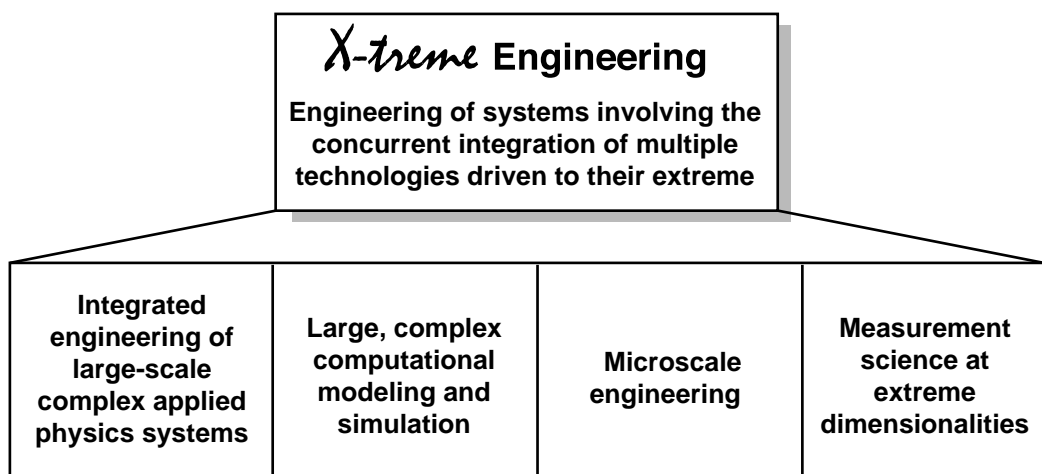 X-treme Engineering
Engineering of systems involving the
concurrent integration of multiple
technologies driven to their extreme
Integrated
engineering of
large-scale
complex applied
physics systems
Large, complex
computational
modeling and
simulation
Microscale
engineering
Measurement
science at
extreme
dimensionalities